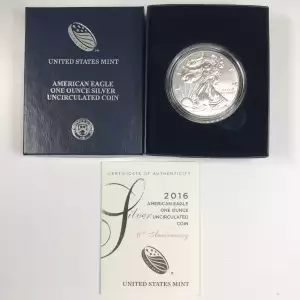 UNITED STATES MINT
AMERICAN EAGLE
ONE OUNCE SILVER
UNCIRCULATED COIN
CERTIFICATE OF AUTHENTICITY
2016
AMERICAN EAGLE
ONE OUNCE
Silver UNCIRCULATED
COIN
Anniversary
UNITED STATES MINT